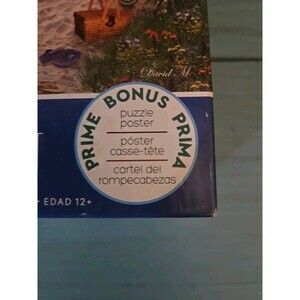 David M
PRIME BONUS PRIMA
puzzle
poster
póster
casse-tête
cartel del
rompecabezas
EDAD 12+